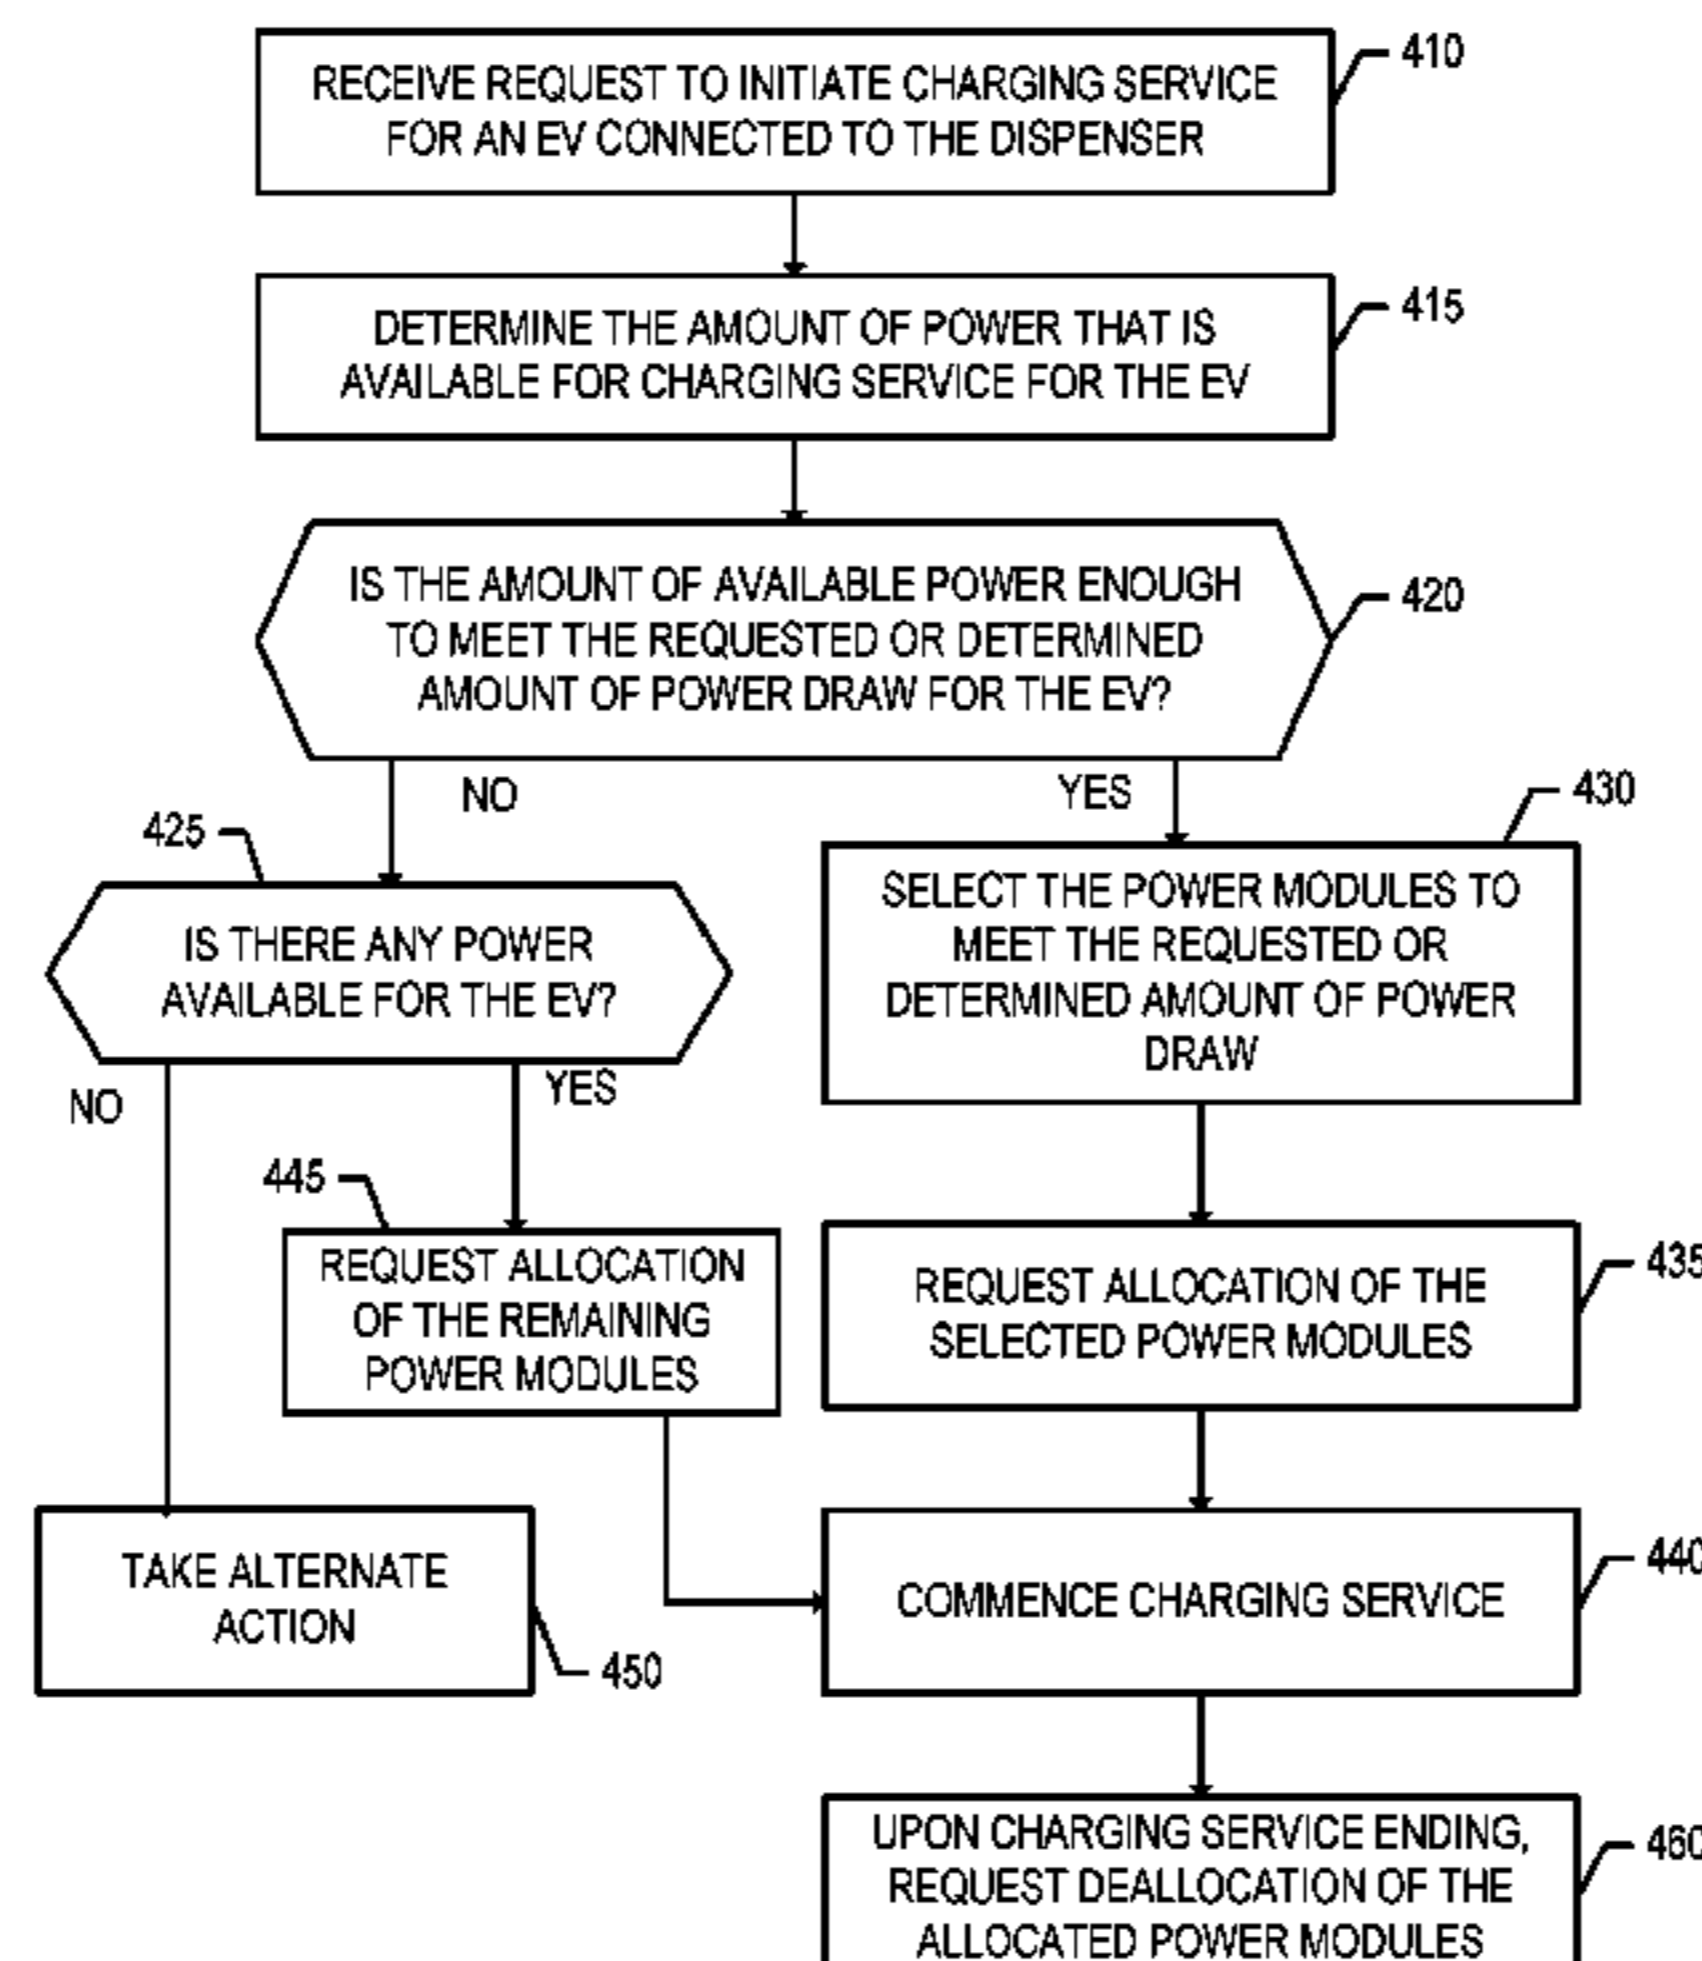 410
RECEIVE REQUEST TO INITIATE CHARGING SERVICE
FOR AN EV CONNECTED TO THE DISPENSER
415
DETERMINE THE AMOUNT OF POWER THAT IS
AVAILABLE FOR CHARGING SERVICE FOR THE EV
420
IS THE AMOUNT OF AVAILABLE POWER ENOUGH
TO MEET THE REQUESTED OR DETERMINED
AMOUNT OF POWER DRAW FOR THE EV?
NO
YES
425
IS THERE ANY POWER
AVAILABLE FOR THE EV?
430
SELECT THE POWER MODULES TO
MEET THE REQUESTED OR
DETERMINED AMOUNT OF POWER
DRAW
NO
YES
445
REQUEST ALLOCATION
OF THE REMAINING
POWER MODULES
435
REQUEST ALLOCATION OF THE
SELECTED POWER MODULES
TAKE ALTERNATE
ACTION
450
440
COMMENCE CHARGING SERVICE
460
UPON CHARGING SERVICE ENDING,
REQUEST DEALLOCATION OF THE
ALLOCATED POWER MODULES